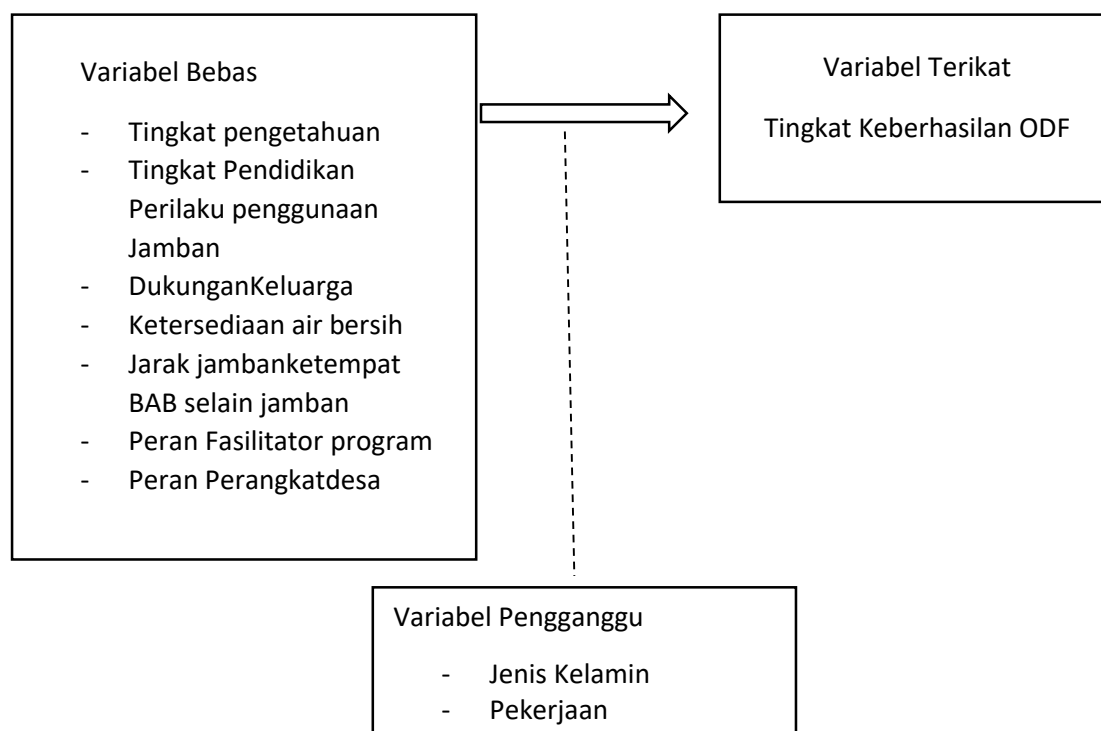 Variabel Bebas
- Tingkat pengetahuan
- Tingkat Pendidikan
Perilaku penggunaan
Jamban
- DukunganKeluarga
- Ketersediaan air bersih
- Jarak jambanketempat
BAB selain jamban
- Peran Fasilitator program
- Peran Perangkatdesa
Variabel Terikat
Tingkat Keberhasilan ODF
Variabel Pengganggu
- Jenis Kelamin
- Pekerjaan